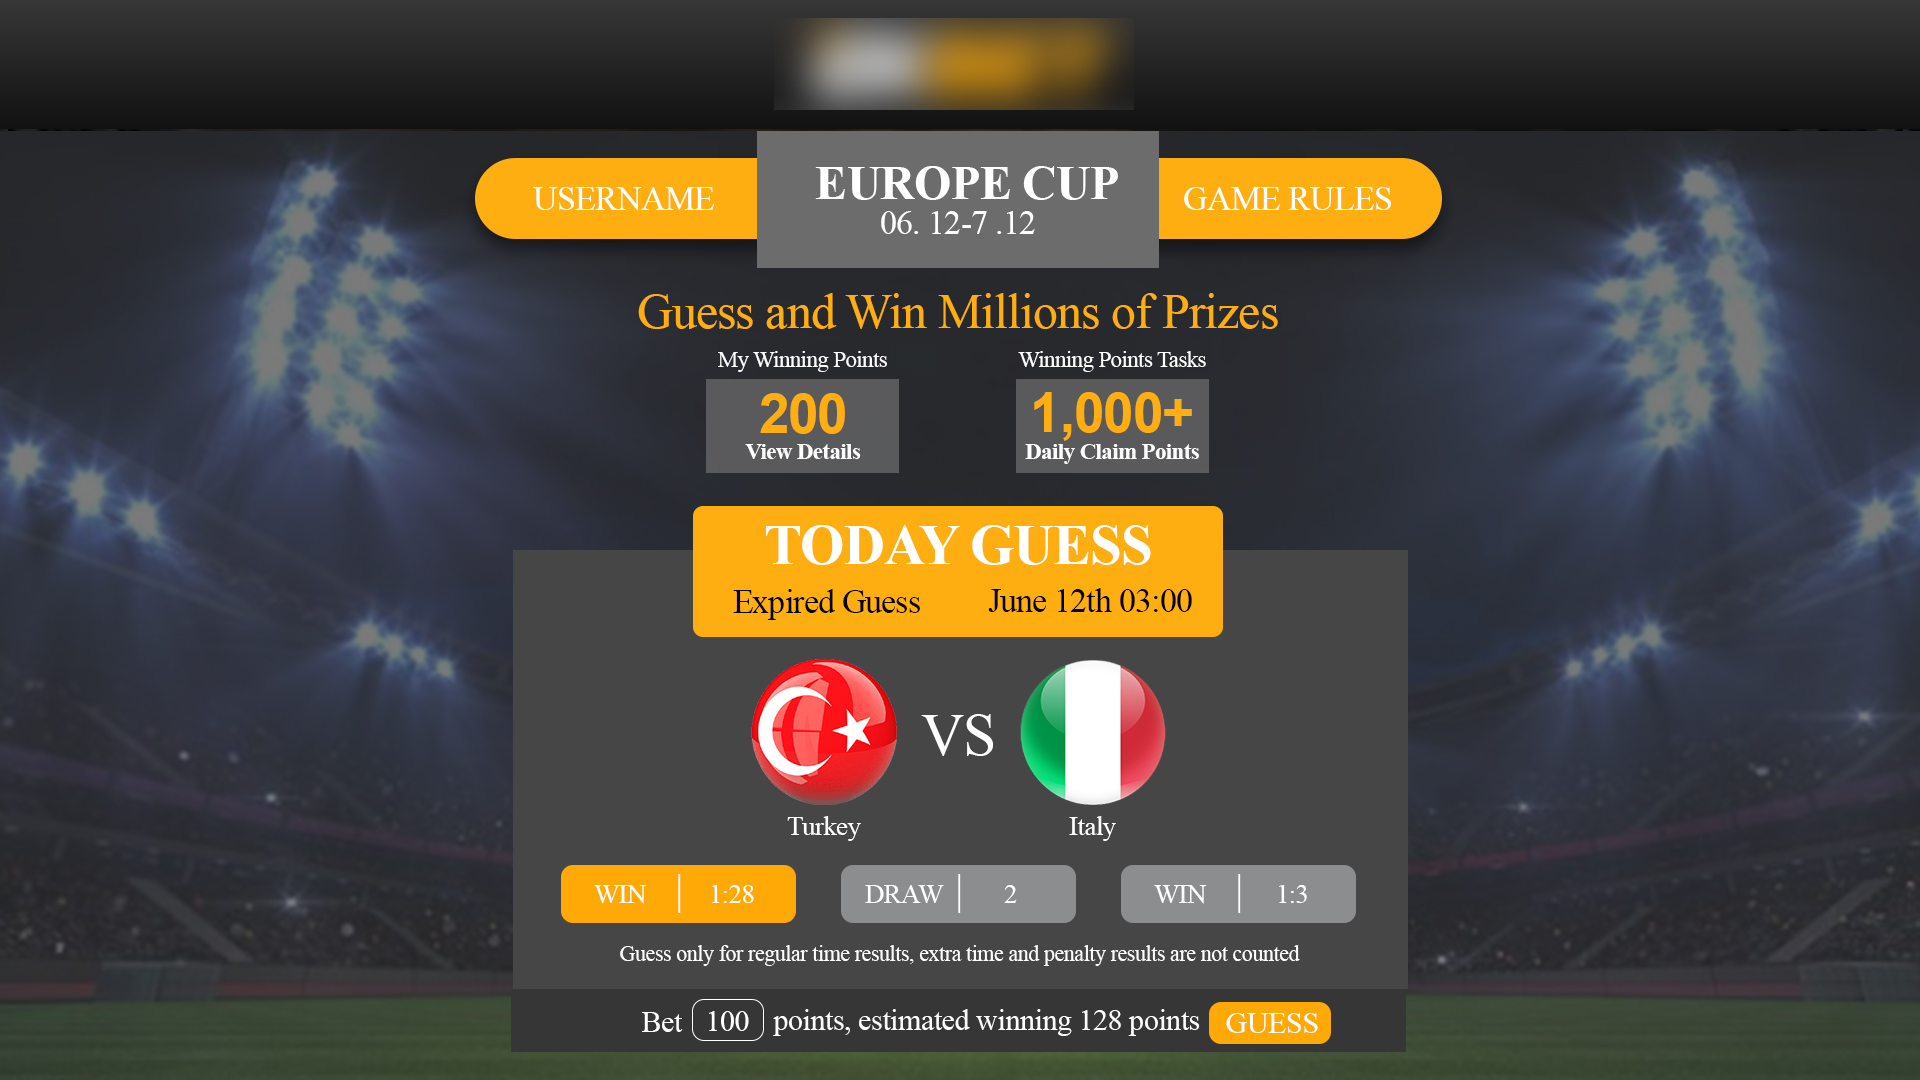 USERNAME
EUROPE CUP
06. 12-7 .12
GAME RULES
Guess and Win Millions of Prizes
My Winning Points
200
View Details
Winning Points Tasks
1,000+
Daily Claim Points
TODAY GUESS
Expired Guess June 12th 03:00
VS
Turkey
Italy
WIN 1:28
DRAW 2
WIN 1:3
Guess only for regular time results, extra time and penalty results are not counted
Bet 100 points, estimated winning 128 points GUESS